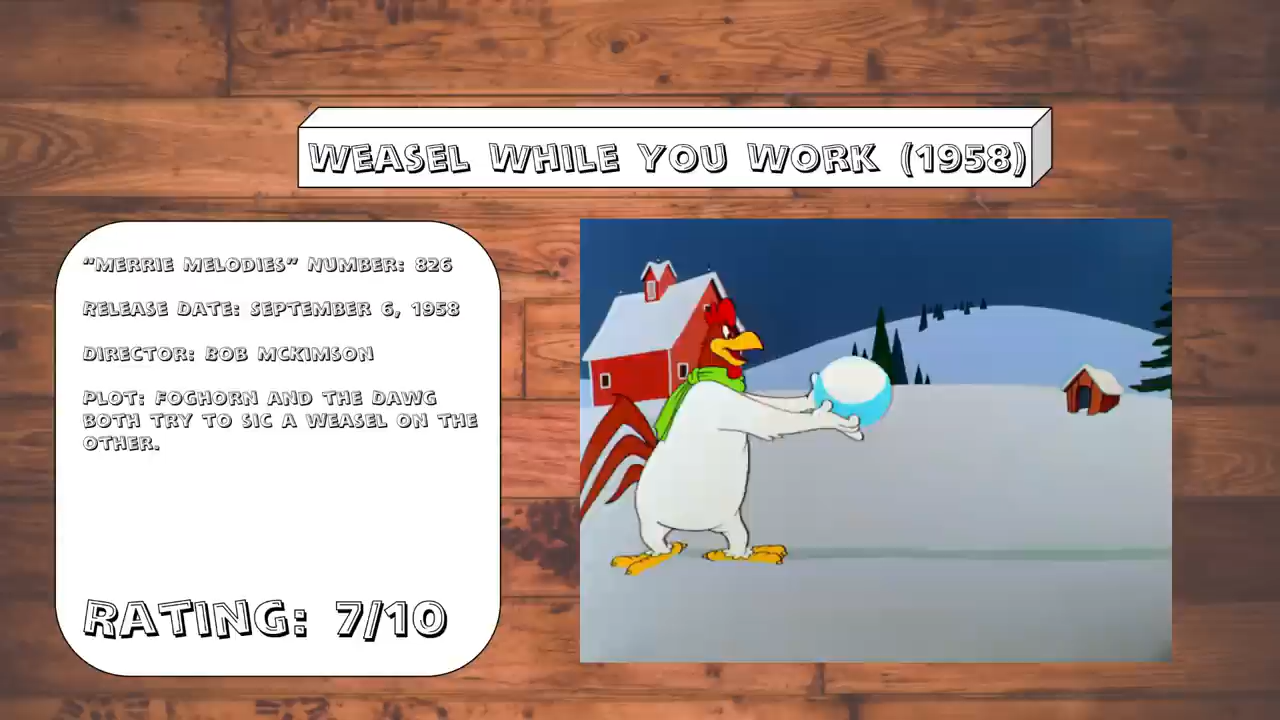 WEASEL WHILE YOU WORK (1958)
"MERRIE MELODIES" NUMBER: 826
RELEASE DATE: SEPTEMBER 6, 1958
DIRECTOR: BOB MCKIMSON
PLOT: FOGHORN AND THE DAWG
BOTH TRY TO SIC A WEASEL ON THE
OTHER.
RATING: 7/10